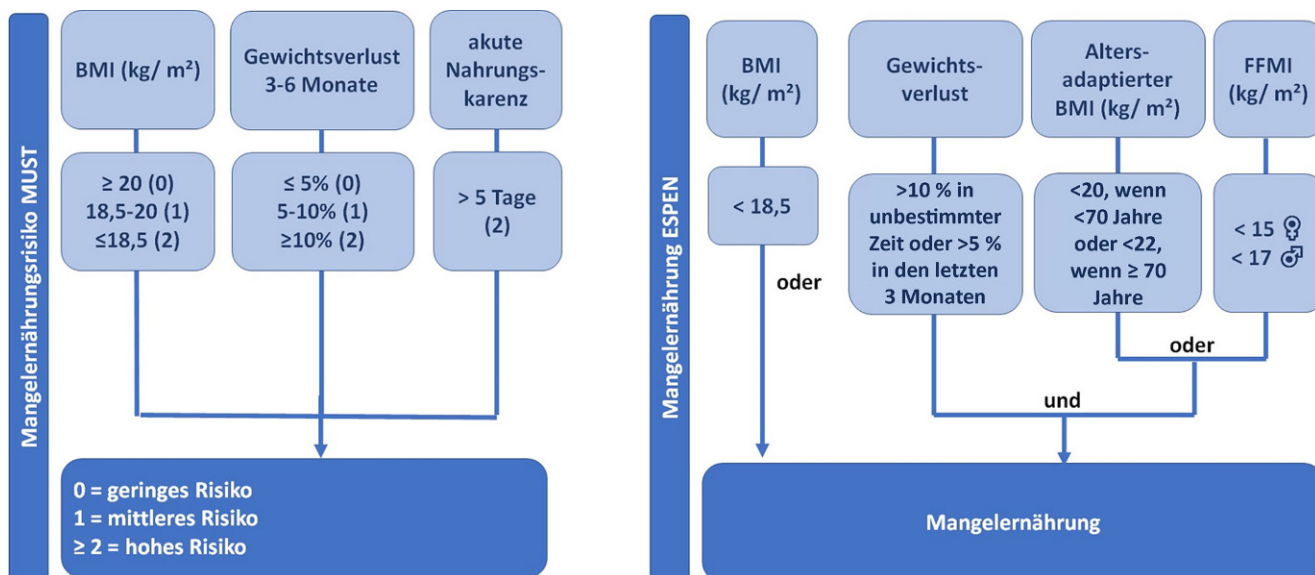 Mangelernährungsrisiko MUST
BMI (kg/ m²)
≥ 20 (0)
18,5-20 (1)
≤18,5 (2)
Gewichtsverlust
3-6 Monate
≤ 5% (0)
5-10% (1)
≥10% (2)
akute
Nahrungs-
karenz
> 5 Tage
(2)
0 = geringes Risiko
1 = mittleres Risiko
≥ 2 = hohes Risiko
Mangelernährung ESPEN
BMI
(kg/ m²)
< 18,5
oder
Gewichts-
verlust
>10 % in
unbestimmter
Zeit oder >5 %
in den letzten
3 Monaten
Alters-
adaptierter
BMI (kg/ m²)
<20, wenn
<70 Jahre
oder <22,
wenn ≥ 70
Jahre
FFMI
(kg/ m²)
< 15 ♀
< 17 ♂
oder
und
Mangelernährung